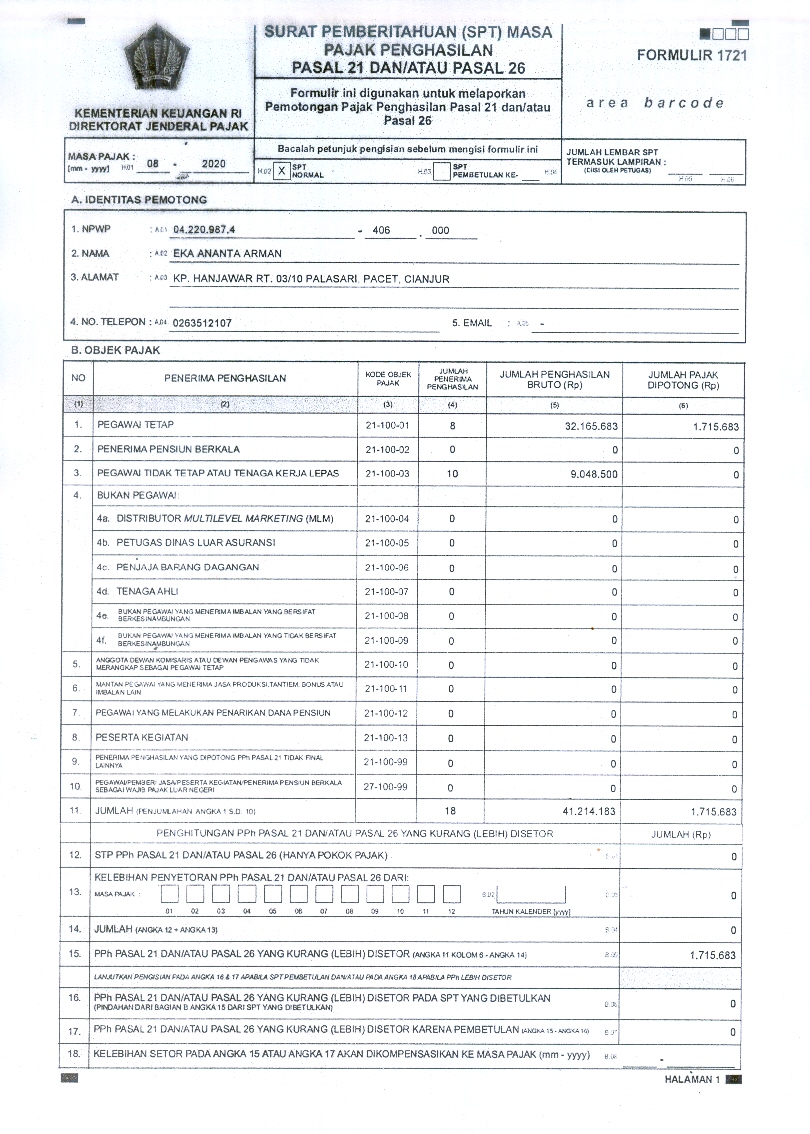 KEMENTERIAN KEUANGAN RI
DIREKTORAT JENDERAL PAJAK
SURAT PEMBERITAHUAN (SPT) MASA
PAJAK PENGHASILAN
PASAL 21 DAN/ATAU PASAL 26
Formulir ini digunakan untuk melaporkan
Pemotongan Pajak Penghasilan Pasal 21 dan/atau
Pasal 26
FORMULIR 1721
area barcode
MASA PAJAK :
[mm - yyyy] H.01 08 - 2020
Bacalah petunjuk pengisian sebelum mengisi formulir ini
H.02 X SPT NORMAL
H.03 SPT PEMBETULAN KE- H.04
JUMLAH LEMBAR SPT
TERMASUK LAMPIRAN :
(DIISI OLEH PETUGAS)
A. IDENTITAS PEMOTONG
1. NPWP : A.01 04.220.987.4 - 406 . 000
2. NAMA : A.02 EKA ANANTA ARMAN
3. ALAMAT : A.03 KP. HANJAWAR RT. 03/10 PALASARI, PACET, CIANJUR
4. NO. TELEPON : A.04 0263512107 5. EMAIL : A.05 -
B. OBJEK PAJAK
NO PENERIMA PENGHASILAN KODE OBJEK PAJAK JUMLAH PENERIMA PENGHASILAN JUMLAH PENGHASILAN BRUTO (Rp) JUMLAH PAJAK DIPOTONG (Rp)
(1) (2) (3) (4) (5) (6)
1. PEGAWAI TETAP 21-100-01 8 32.165.683 1.715.683
2. PENERIMA PENSIUN BERKALA 21-100-02 0 0 0
3. PEGAWAI TIDAK TETAP ATAU TENAGA KERJA LEPAS 21-100-03 10 9.048.500 0
4. BUKAN PEGAWAI:
4a. DISTRIBUTOR MULTILEVEL MARKETING (MLM) 21-100-04 0 0 0
4b. PETUGAS DINAS LUAR ASURANSI 21-100-05 0 0 0
4c. PENJAJA BARANG DAGANGAN 21-100-06 0 0 0
4d. TENAGA AHLI 21-100-07 0 0 0
4e. BUKAN PEGAWAI YANG MENERIMA IMBALAN YANG BERSIFAT BERKESINAMBUNGAN 21-100-08 0 0 0
4f. BUKAN PEGAWAI YANG MENERIMA IMBALAN YANG TIDAK BERSIFAT BERKESINAMBUNGAN 21-100-09 0 0 0
5. ANGGOTA DEWAN KOMISARIS ATAU DEWAN PENGAWAS YANG TIDAK MERANGKAP SEBAGAI PEGAWAI TETAP 21-100-10 0 0 0
6. MANTAN PEGAWAI YANG MENERIMA JASA PRODUKSI, TANTIEM, BONUS ATAU IMBALAN LAIN 21-100-11 0 0 0
7. PEGAWAI YANG MELAKUKAN PENARIKAN DANA PENSIUN 21-100-12 0 0 0
8. PESERTA KEGIATAN 21-100-13 0 0 0
9. PENERIMA PENGHASILAN YANG DIPOTONG PPh PASAL 21 TIDAK FINAL LAINNYA 21-100-99 0 0 0
10. PEGAWAI/PEMBERI JASA/PESERTA KEGIATAN/PENERIMA PENSIUN BERKALA SEBAGAI WAJIB PAJAK LUAR NEGERI 27-100-99 0 0 0
11. JUMLAH (PENJUMLAHAN ANGKA 1 S.D. 10) 18 41.214.183 1.715.683
PENGHITUNGAN PPh PASAL 21 DAN/ATAU PASAL 26 YANG KURANG (LEBIH) DISETOR JUMLAH (Rp)
12. STP PPh PASAL 21 DAN/ATAU PASAL 26 (HANYA POKOK PAJAK) 0
13. KELEBIHAN PENYETORAN PPh PASAL 21 DAN/ATAU PASAL 26 DARI:
MASA PAJAK : B.02 B.03 0
01 02 03 04 05 06 07 08 09 10 11 12 TAHUN KALENDER [yyyy]
14. JUMLAH (ANGKA 12 + ANGKA 13) B.04 0
15. PPh PASAL 21 DAN/ATAU PASAL 26 YANG KURANG (LEBIH) DISETOR (ANGKA 11 KOLOM 6 - ANGKA 14) B.05 1.715.683
LANJUTKAN PENGISIAN PADA ANGKA 16 & 17 APABILA SPT PEMBETULAN DAN/ATAU PADA ANGKA 18 APABILA PPh LEBIH DISETOR
16. PPh PASAL 21 DAN/ATAU PASAL 26 YANG KURANG (LEBIH) DISETOR PADA SPT YANG DIBETULKAN B.06 0
(PINDAHAN DARI BAGIAN B ANGKA 15 DARI SPT YANG DIBETULKAN)
17. PPh PASAL 21 DAN/ATAU PASAL 26 YANG KURANG (LEBIH) DISETOR KARENA PEMBETULAN (ANGKA 15 - ANGKA 16) B.07 0
18. KELEBIHAN SETOR PADA ANGKA 15 ATAU ANGKA 17 AKAN DIKOMPENSASIKAN KE MASA PAJAK (mm - yyyy) B.08 -
HALAMAN 1